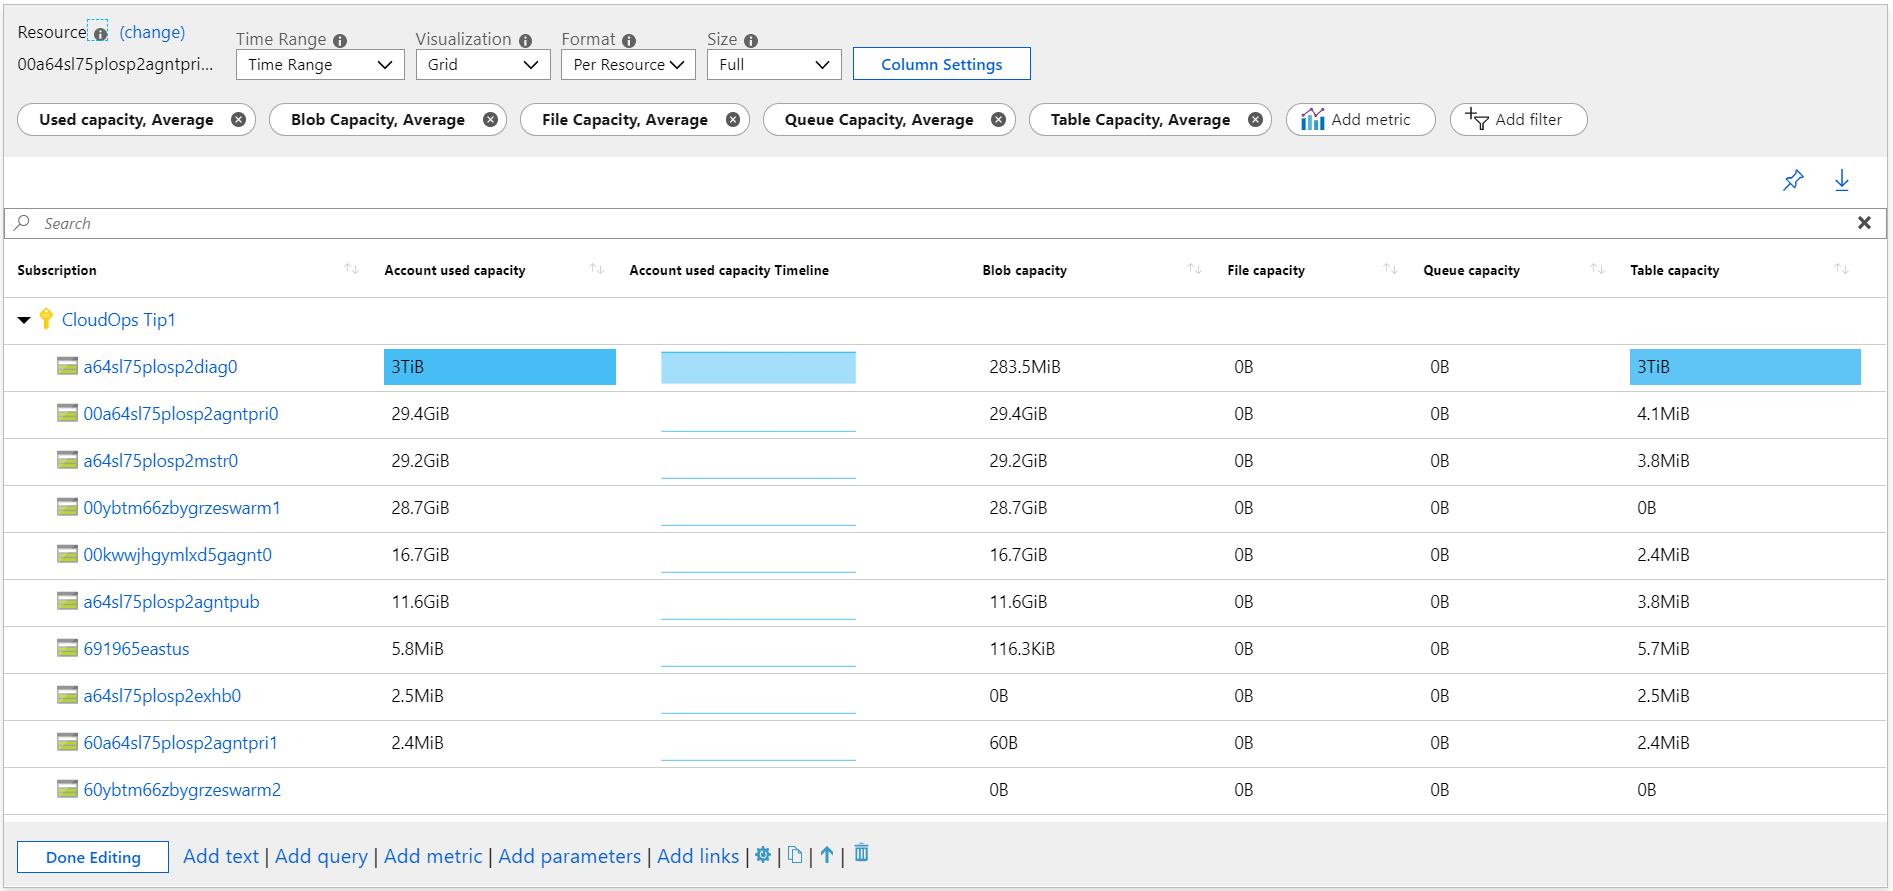 Resource (change)
00a64sl75plosp2agntpri...
Time Range Visualization Format Size
Time Range Grid Per Resource Full Column Settings
Used capacity, Average Blob Capacity, Average File Capacity, Average Queue Capacity, Average Table Capacity, Average Add metric Add filter
Search
Subscription Account used capacity Account used capacity Timeline Blob capacity File capacity Queue capacity Table capacity
CloudOps Tip1
a64sl75plosp2diag0 3TiB 283.5MiB 0B 0B 3TiB
00a64sl75plosp2agntpri0 29.4GiB 29.4GiB 0B 0B 4.1MiB
a64sl75plosp2mstr0 29.2GiB 29.2GiB 0B 0B 3.8MiB
00ybtm66zbygrzeswarm1 28.7GiB 28.7GiB 0B 0B 0B
00kwwjhgymlxd5gagnt0 16.7GiB 16.7GiB 0B 0B 2.4MiB
a64sl75plosp2agntpub 11.6GiB 11.6GiB 0B 0B 3.8MiB
691965eastus 5.8MiB 116.3KiB 0B 0B 5.7MiB
a64sl75plosp2exhb0 2.5MiB 0B 0B 0B 2.5MiB
60a64sl75plosp2agntpri1 2.4MiB 60B 0B 0B 2.4MiB
60ybtm66zbygrzeswarm2 0B 0B 0B 0B
Done Editing Add text | Add query | Add metric | Add parameters | Add links | | | |